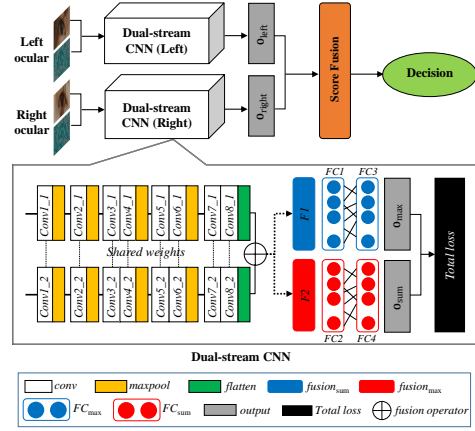 Left
ocular
Dual-stream
CNN (Left)
o_left
Right
ocular
Dual-stream
CNN (Right)
o_right
Score Fusion
Decision
Conv1_1
Conv2_1
Conv3_1
Conv4_1
Conv5_1
Conv6_1
Conv7_1
Conv8_1
Shared weights
Conv1_2
Conv2_2
Conv3_2
Conv4_2
Conv5_2
Conv6_2
Conv7_2
Conv8_2
F1
FC1
FC3
o_max
F2
FC2
FC4
o_sum
Total loss
Dual-stream CNN
conv
maxpool
flatten
fusion_sum
fusion_max
FC_max
FC_sum
output
Total loss
fusion operator